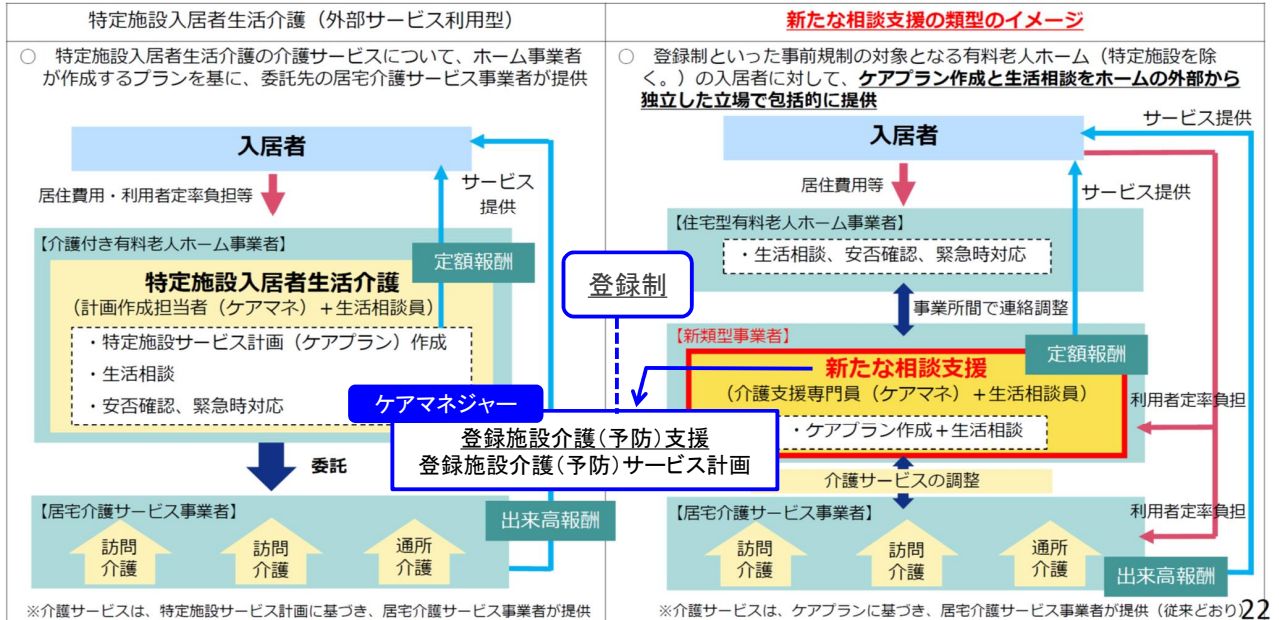 特定施設入居者生活介護（外部サービス利用型）
○　特定施設入居者生活介護の介護サービスについて、ホーム事業者
が作成するプランを基に、委託先の居宅介護サービス事業者が提供
入居者
居住費用・利用者定率負担等
サービス
提供
【介護付き有料老人ホーム事業者】
定額報酬
特定施設入居者生活介護
（計画作成担当者（ケアマネ）＋生活相談員）
・特定施設サービス計画（ケアプラン）作成
・生活相談
・安否確認、緊急時対応
委託
【居宅介護サービス事業者】
出来高報酬
訪問
介護
訪問
介護
通所
介護
※介護サービスは、特定施設サービス計画に基づき、居宅介護サービス事業者が提供
登録制
ケアマネジャー
登録施設介護(予防)支援
登録施設介護(予防)サービス計画
新たな相談支援の類型のイメージ
○　登録制といった事前規制の対象となる有料老人ホーム（特定施設を除
く。）の入居者に対して、ケアプラン作成と生活相談をホームの外部から
独立した立場で包括的に提供
サービス提供
入居者
居住費用等
サービス提供
【住宅型有料老人ホーム事業者】
・生活相談、安否確認、緊急時対応
事業所間で連絡調整
【新類型事業者】
定額報酬
新たな相談支援
（介護支援専門員（ケアマネ）＋生活相談員）
利用者定率負担
・ケアプラン作成＋生活相談
介護サービスの調整
【居宅介護サービス事業者】
利用者定率負担
訪問
介護
訪問
介護
通所
介護
出来高報酬
※介護サービスは、ケアプランに基づき、居宅介護サービス事業者が提供（従来どおり）
22